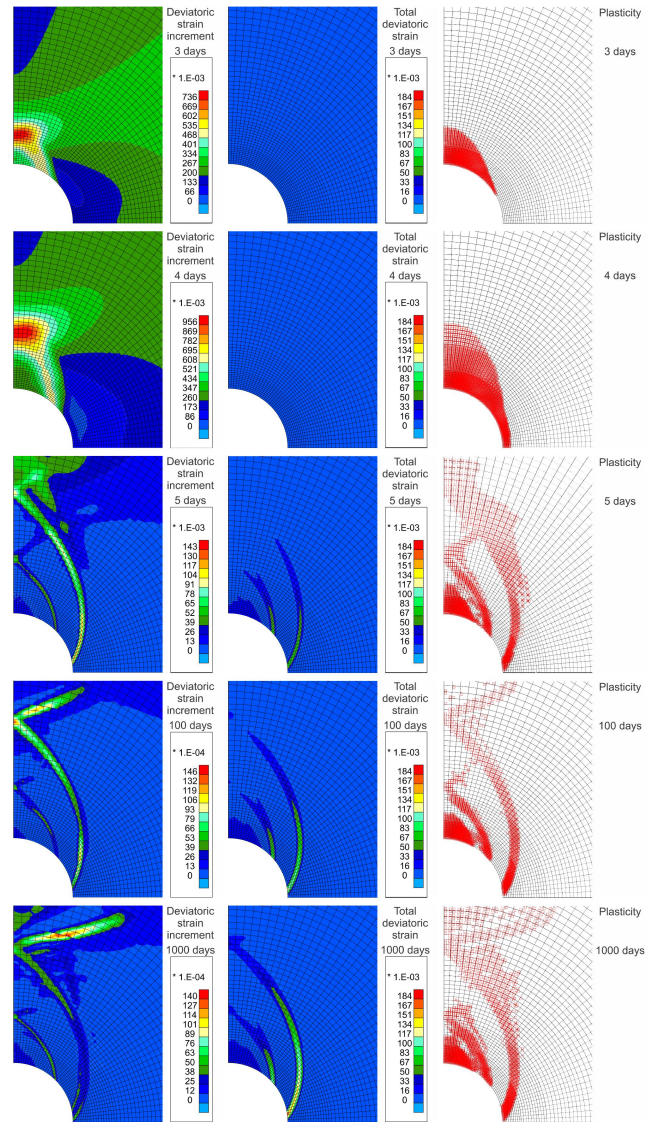 Deviatoric
strain
increment
3 days
* 1.E-03
736
669
602
535
468
401
334
267
200
133
66
0
Total
deviatoric
strain
3 days
* 1.E-03
184
167
151
134
117
100
83
67
50
33
16
0
Plasticity
3 days
Deviatoric
strain
increment
4 days
* 1.E-03
956
869
782
695
608
521
434
347
260
173
86
0
Total
deviatoric
strain
4 days
* 1.E-03
184
167
151
134
117
100
83
67
50
33
16
0
Plasticity
4 days
Deviatoric
strain
increment
5 days
* 1.E-03
143
130
117
104
91
78
65
52
39
26
13
0
Total
deviatoric
strain
5 days
* 1.E-03
184
167
151
134
117
100
83
67
50
33
16
0
Plasticity
5 days
Deviatoric
strain
increment
100 days
* 1.E-04
146
132
119
106
93
79
66
53
39
26
13
0
Total
deviatoric
strain
100 days
* 1.E-03
184
167
151
134
117
100
83
67
50
33
16
0
Plasticity
100 days
Deviatoric
strain
increment
1000 days
* 1.E-04
140
127
114
101
89
76
63
50
38
25
12
0
Total
deviatoric
strain
1000 days
* 1.E-03
184
167
151
134
117
100
83
67
50
33
16
0
Plasticity
1000 days